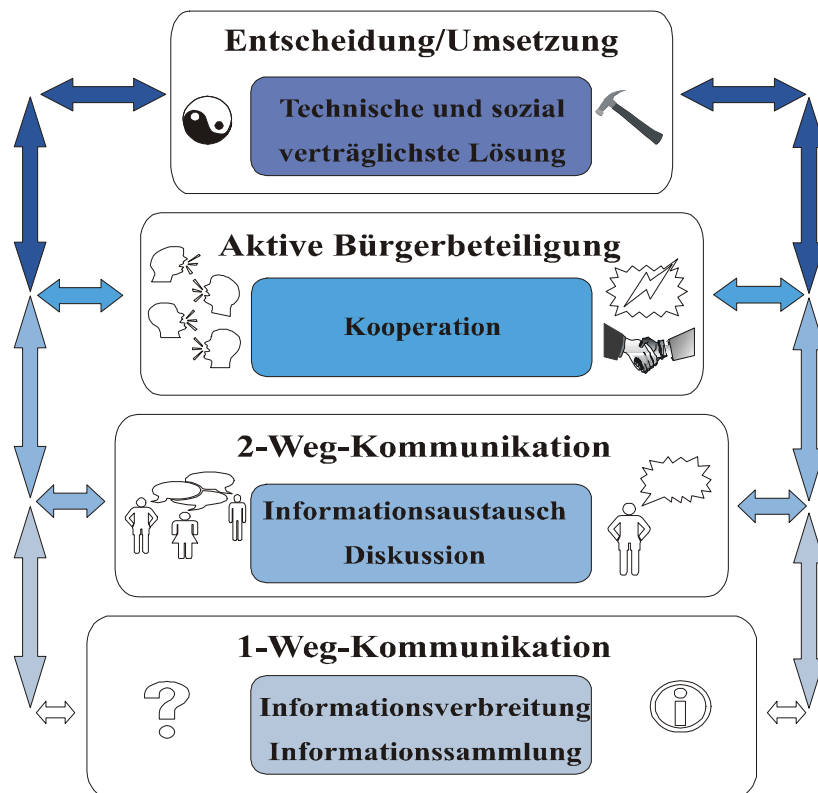 Entscheidung/Umsetzung
Technische und sozial
verträglichste Lösung
Aktive Bürgerbeteiligung
Kooperation
2-Weg-Kommunikation
Informationsaustausch
Diskussion
1-Weg-Kommunikation
Informationsverbreitung
Informationssammlung